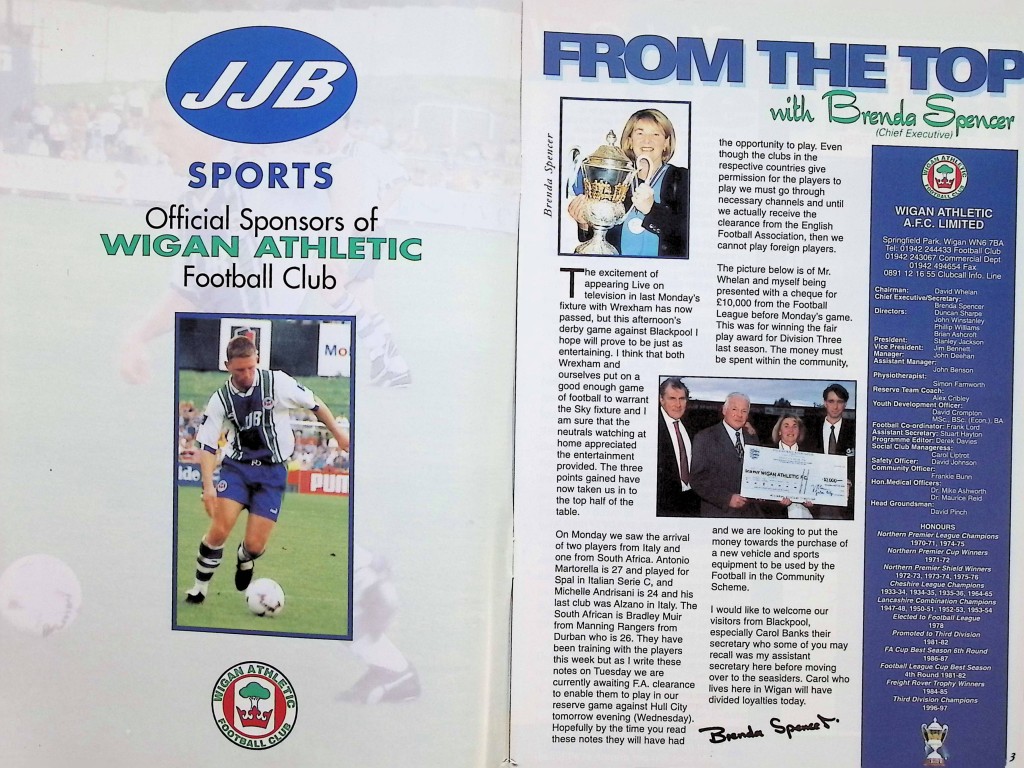 JJB
SPORTS
Official Sponsors of
WIGAN ATHLETIC
Football Club
Mo
JJB
PUM
WIGAN ATHLETIC
FOOTBALL CLUB
FROM THE TOP
with Brenda Spencer
(Chief Executive)
Brenda Spencer
The excitement of
appearing Live on
television in last Monday's
fixture with Wrexham has now
passed, but this afternoon's
derby game against Blackpool I
hope will prove to be just as
entertaining. I think that both
Wrexham and
ourselves put on a
good enough game
of football to warrant
the Sky fixture and I
am sure that the
neutrals watching at
home appreciated
the entertainment
provided. The three
points gained have
now taken us in to
the top half of the
table.
On Monday we saw the arrival
of two players from Italy and
one from South Africa. Antonio
Martorella is 27 and played for
Spal in Italian Serie C, and
Michelle Andrisani is 24 and his
last club was Alzano in Italy. The
South African is Bradley Muir
from Manning Rangers from
Durban who is 26. They have
been training with the players
this week but as I write these
notes on Tuesday we are
currently awaiting F.A. clearance
to enable them to play in our
reserve game against Hull City
tomorrow evening (Wednesday).
Hopefully by the time you read
these notes they will have had
the opportunity to play. Even
though the clubs in the
respective countries give
permission for the players to
play we must go through
necessary channels and until
we actually receive the
clearance from the English
Football Association, then we
cannot play foreign players.
The picture below is of Mr.
Whelan and myself being
presented with a cheque for
£10,000 from the Football
League before Monday's game.
This was for winning the fair
play award for Division Three
last season. The money must
be spent within the community,
WIGAN ATHLETIC F.C.
and we are looking to put the
money towards the purchase of
a new vehicle and sports
equipment to be used by the
Football in the Community
Scheme.
I would like to welcome our
visitors from Blackpool,
especially Carol Banks their
secretary who some of you may
recall was my assistant
secretary here before moving
over to the seasiders. Carol who
lives here in Wigan will have
divided loyalties today.
Brenda Spencer.
WIGAN ATHLETIC
FOOTBALL CLUB
WIGAN ATHLETIC
A.F.C. LIMITED
Springfield Park, Wigan WN6 7BA
Tel: 01942 244433 Football Club
01942 243067 Commercial Dept
01942 494654 Fax
0891 12 16 55 Clubcall Info. Line
Chairman: David Whelan
Chief Executive/Secretary:
Brenda Spencer
Directors: Duncan Sharpe
John Winstanley
Phillip Williams
Brian Ashcroft
President: Stanley Jackson
Vice President: Jim Bennett
Manager: John Deehan
Assistant Manager:
John Benson
Physiotherapist:
Simon Farnworth
Reserve Team Coach:
Alex Cribley
Youth Development Officer:
David Crompton
MSc., BSc. (Econ.), BA
Football Co-ordinator: Frank Lord
Assistant Secretary: Stuart Hayton
Programme Editor: Derek Davies
Social Club Manageress:
Carol Liptrot
Safety Officer: David Johnson
Community Officer:
Frankie Bunn
Hon.Medical Officers:
Dr. Mike Ashworth
Dr. Maurice Reid
Head Groundsman:
David Pinch
HONOURS
Northern Premier League Champions
1970-71, 1974-75
Northern Premier Cup Winners
1971-72
Northern Premier Shield Winners
1972-73, 1973-74, 1975-76
Cheshire League Champions
1933-34, 1934-35, 1935-36, 1964-65
Lancashire Combination Champions
1947-48, 1950-51, 1952-53, 1953-54
Elected to Football League
1978
Promoted to Third Division
1981-82
FA Cup Best Season 6th Round
1986-87
Football League Cup Best Season
4th Round 1981-82
Freight Rover Trophy Winners
1984-85
Third Division Champions
1996-97
3